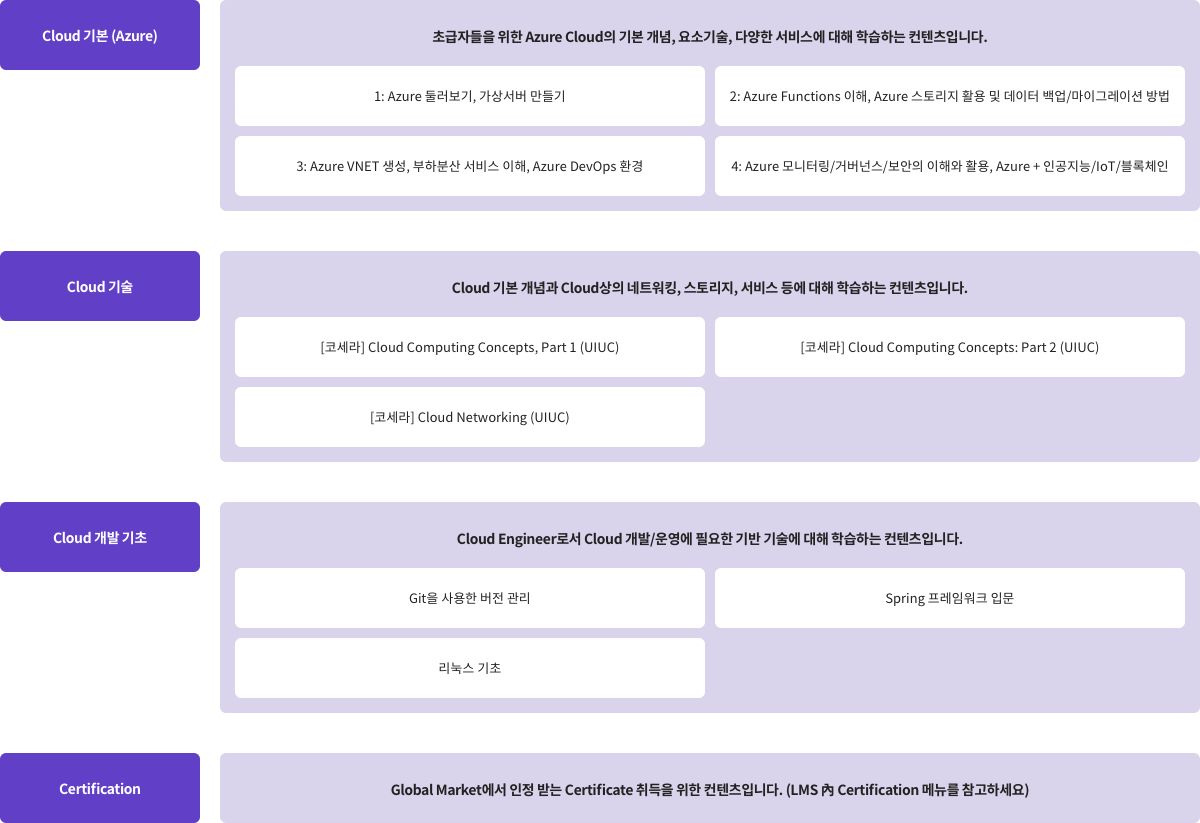 Cloud 기본 (Azure)
초급자들을 위한 Azure Cloud의 기본 개념, 요소기술, 다양한 서비스에 대해 학습하는 컨텐츠입니다.
1: Azure 둘러보기, 가상서버 만들기
2: Azure Functions 이해, Azure 스토리지 활용 및 데이터 백업/마이그레이션 방법
3: Azure VNET 생성, 부하분산 서비스 이해, Azure DevOps 환경
4: Azure 모니터링/거버넌스/보안의 이해와 활용, Azure + 인공지능/IoT/블록체인
Cloud 기술
Cloud 기본 개념과 Cloud상의 네트워킹, 스토리지, 서비스 등에 대해 학습하는 컨텐츠입니다.
[코세라] Cloud Computing Concepts, Part 1 (UIUC)
[코세라] Cloud Computing Concepts: Part 2 (UIUC)
[코세라] Cloud Networking (UIUC)
Cloud 개발 기초
Cloud Engineer로서 Cloud 개발/운영에 필요한 기반 기술에 대해 학습하는 컨텐츠입니다.
Git을 사용한 버전 관리
Spring 프레임워크 입문
리눅스 기초
Certification
Global Market에서 인정 받는 Certificate 취득을 위한 컨텐츠입니다. (LMS 內 Certification 메뉴를 참고하세요)